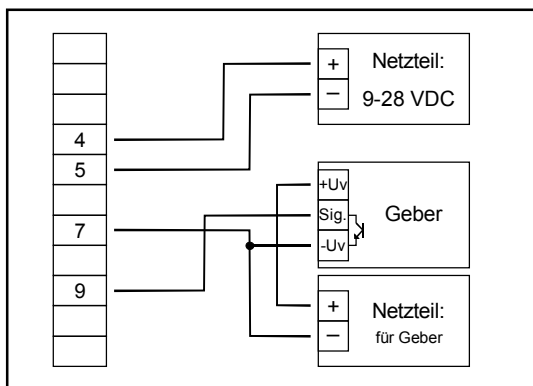 4
5
7
9
+
−
Netzteil:
9-28 VDC
+Uv
Sig.
-Uv
Geber
+
−
Netzteil:
für Geber